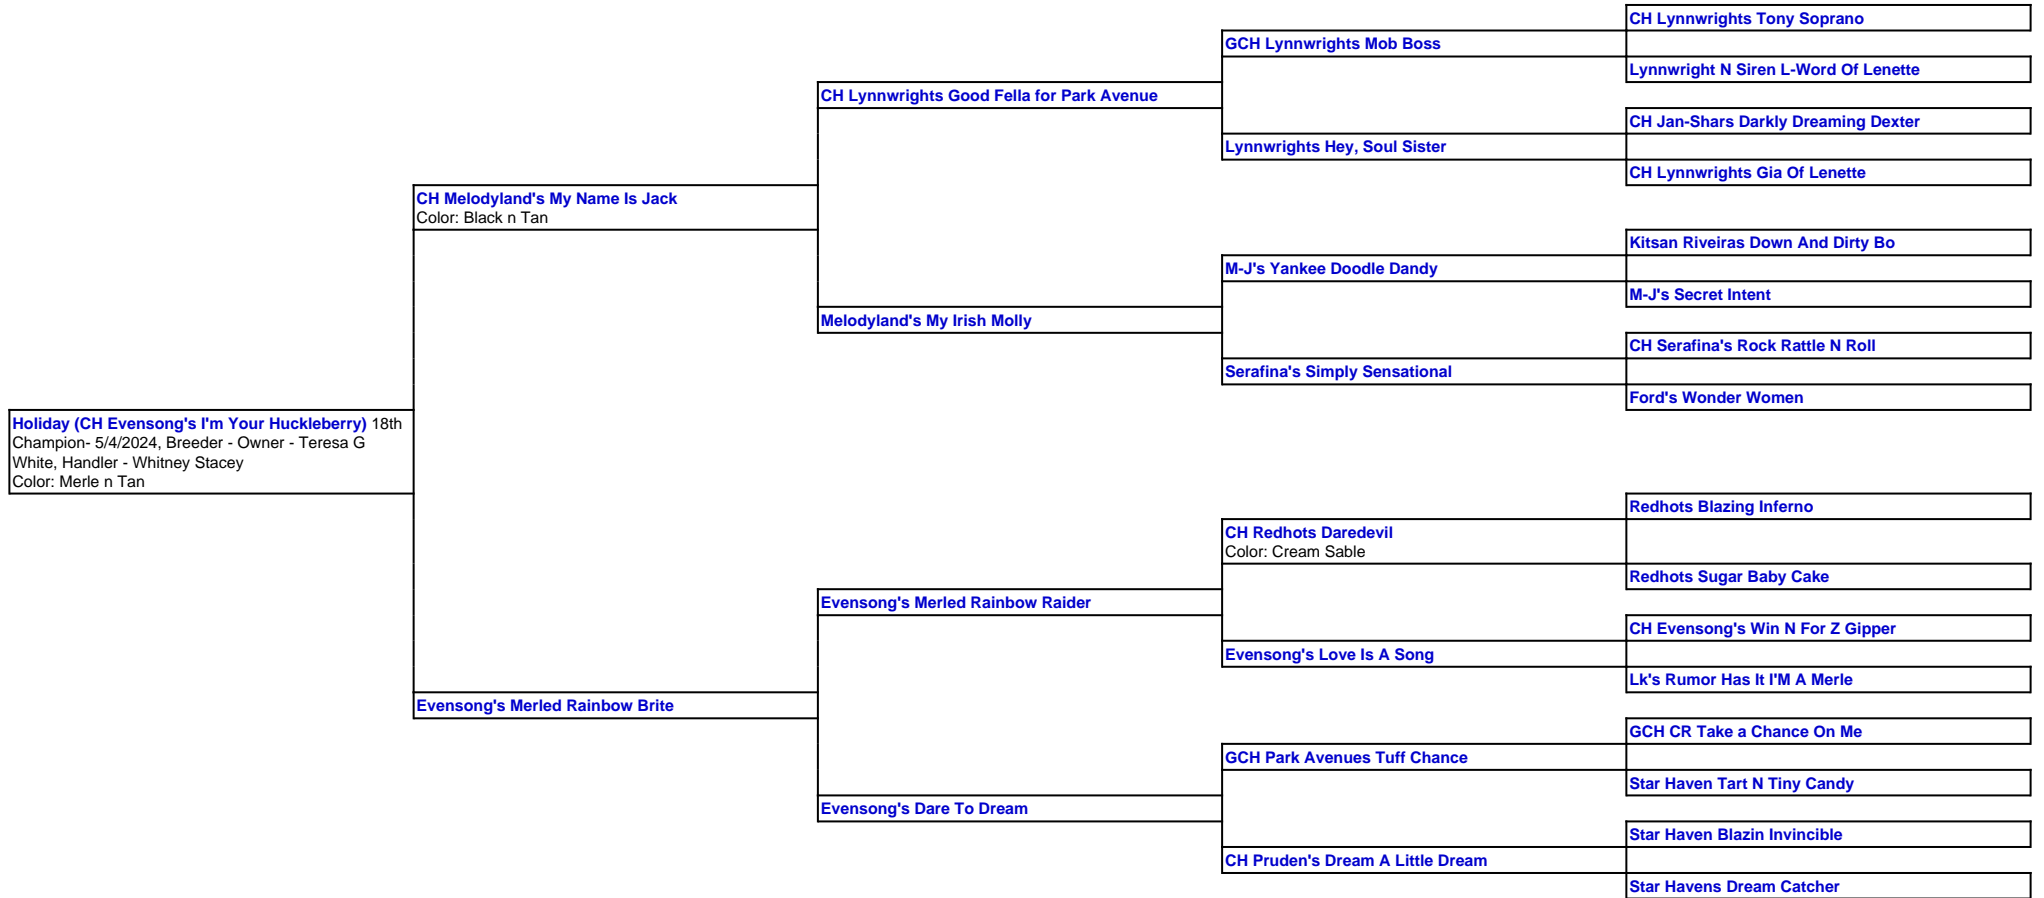 CH Lynnwrights Tony Soprano
GCH Lynnwrights Mob Boss
Lynnwright N Siren L-Word Of Lenette
CH Lynnwrights Good Fella for Park Avenue
CH Jan-Shars Darkly Dreaming Dexter
Lynnwrights Hey, Soul Sister
CH Lynnwrights Gia Of Lenette
CH Melodyland's My Name Is Jack
Color: Black n Tan
Kitsan Riveiras Down And Dirty Bo
M-J's Yankee Doodle Dandy
M-J's Secret Intent
Melodyland's My Irish Molly
CH Serafina's Rock Rattle N Roll
Serafina's Simply Sensational
Ford's Wonder Women
Holiday (CH Evensong's I'm Your Huckleberry) 18th
Champion- 5/4/2024, Breeder - Owner - Teresa G
White, Handler - Whitney Stacey
Color: Merle n Tan
Redhots Blazing Inferno
CH Redhots Daredevil
Color: Cream Sable
Redhots Sugar Baby Cake
Evensong's Merled Rainbow Raider
CH Evensong's Win N For Z Gipper
Evensong's Love Is A Song
Lk's Rumor Has It I'M A Merle
Evensong's Merled Rainbow Brite
GCH CR Take a Chance On Me
GCH Park Avenues Tuff Chance
Star Haven Tart N Tiny Candy
Evensong's Dare To Dream
Star Haven Blazin Invincible
CH Pruden's Dream A Little Dream
Star Havens Dream Catcher